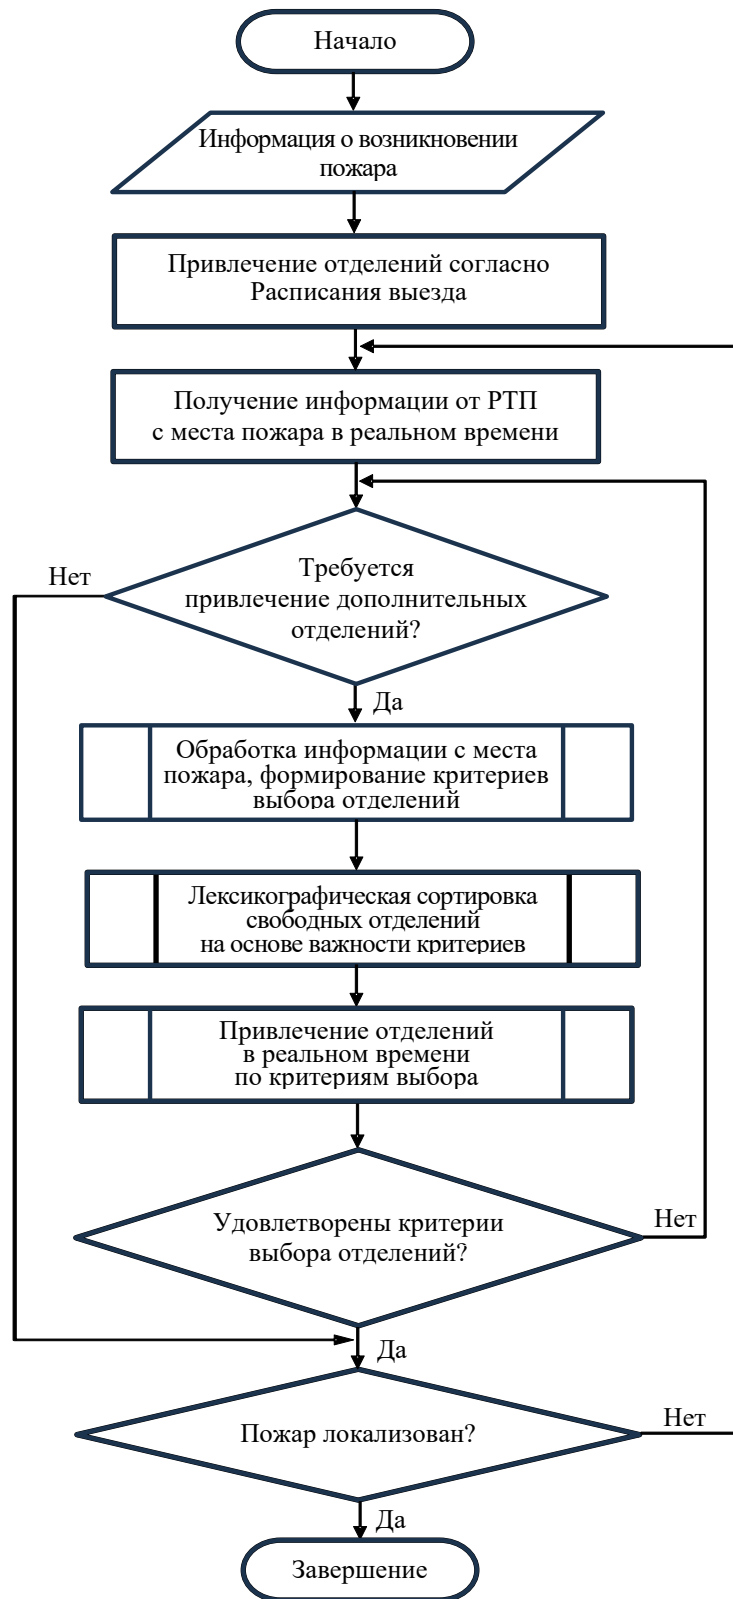 Начало
Информация о возникновении
пожара
Привлечение отделений согласно
Расписания выезда
Получение информации от РТП
с места пожара в реальном времени
Нет
Требуется
привлечение дополнительных
отделений?
Да
Обработка информации с места
пожара, формирование критериев
выбора отделений
Лексикографическая сортировка
свободных отделений
на основе важности критериев
Привлечение отделений
в реальном времени
по критериям выбора
Удовлетворены критерии
выбора отделений?
Нет
Да
Пожар локализован?
Нет
Да
Завершение